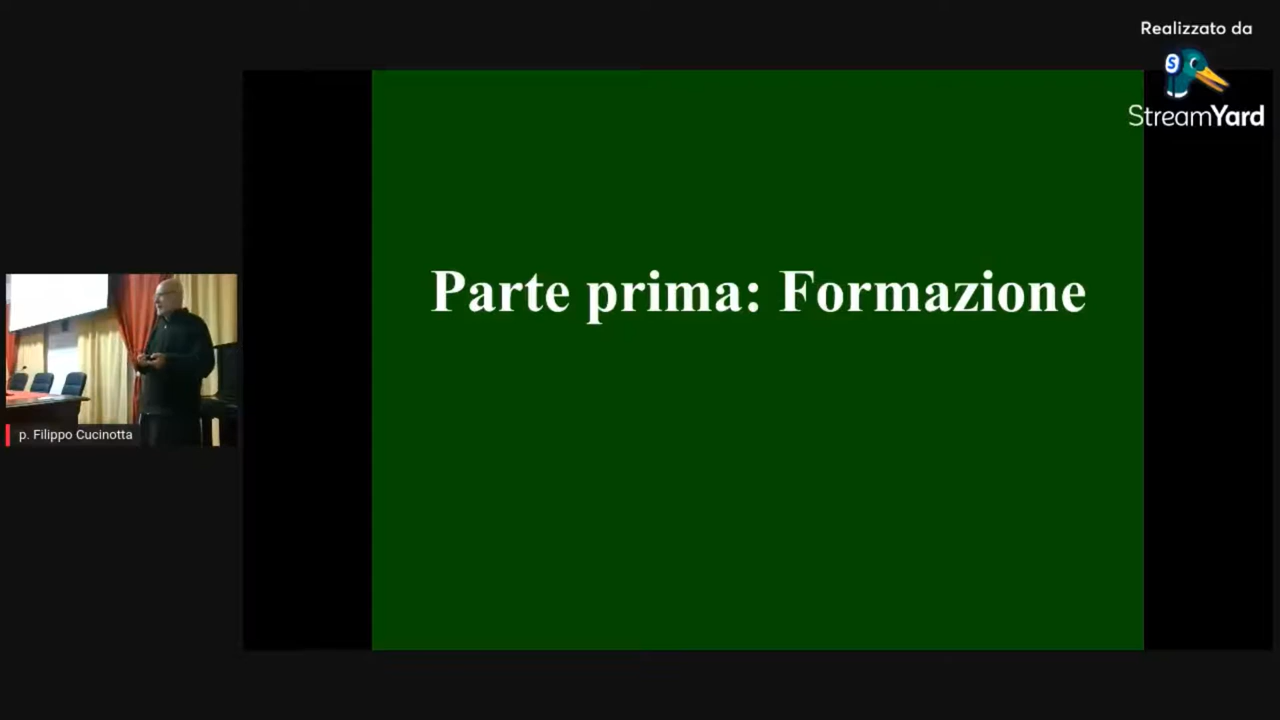 Realizzato da
S
StreamYard
Parte prima: Formazione
p. Filippo Cucinotta